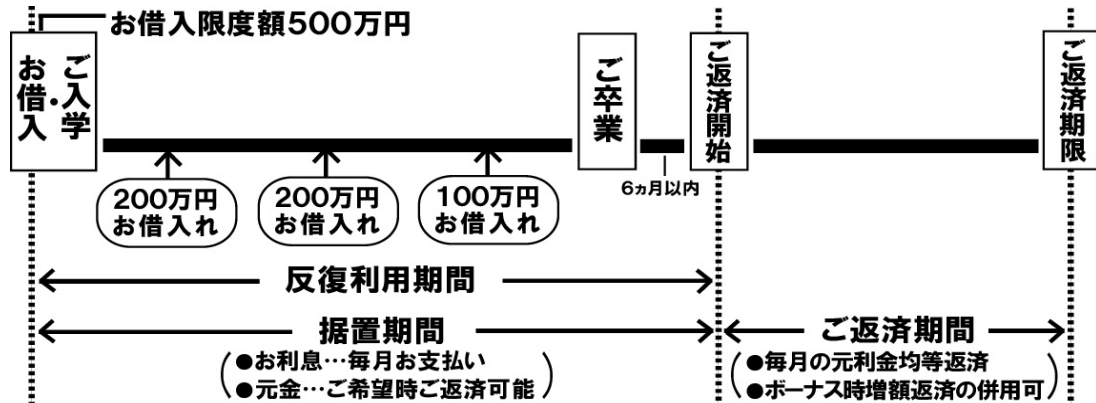 お借入限度額500万円
ご入学・
お借入
ご卒業
ご返済開始
ご返済期限
6ヵ月以内
200万円
お借入れ
200万円
お借入れ
100万円
お借入れ
反復利用期間
据置期間
●お利息…毎月お支払い
●元金…ご希望時ご返済可能
ご返済期間
●毎月の元利金均等返済
●ボーナス時増額返済の併用可